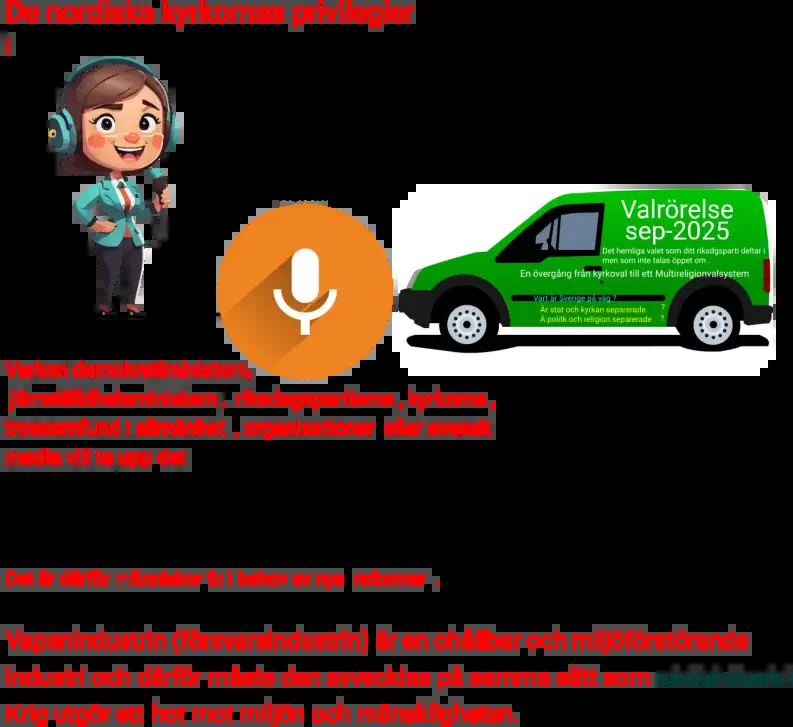 De nordiska kyrkornas privilegier
i
Valrörelse
sep-2025
Det hemliga valet som ditt riksdgsparti deltar i
men som inte talas öppet om .
En övergång från kyrkoval till ett Multireligionvalsystem
Vart är Sverige på väg ?
Är stat och kyrkan separerade ?
Ä politk och religion separerade ?
Varken demokratiministern,
jämställdhetsministern , riksdagspartierna , kyrkorna ,
trossamfund i allmänhet , organisationer eller svensk
media vill ta upp det
Det är därför människor är i behov av nya reformer .
Vapenindustrin (försvarsindustrin) är en ohållbar och miljöförstörande
industri och därför måste den avvecklas på samma sätt som
Krig utgör ett hot mot miljön och mänskligheten.